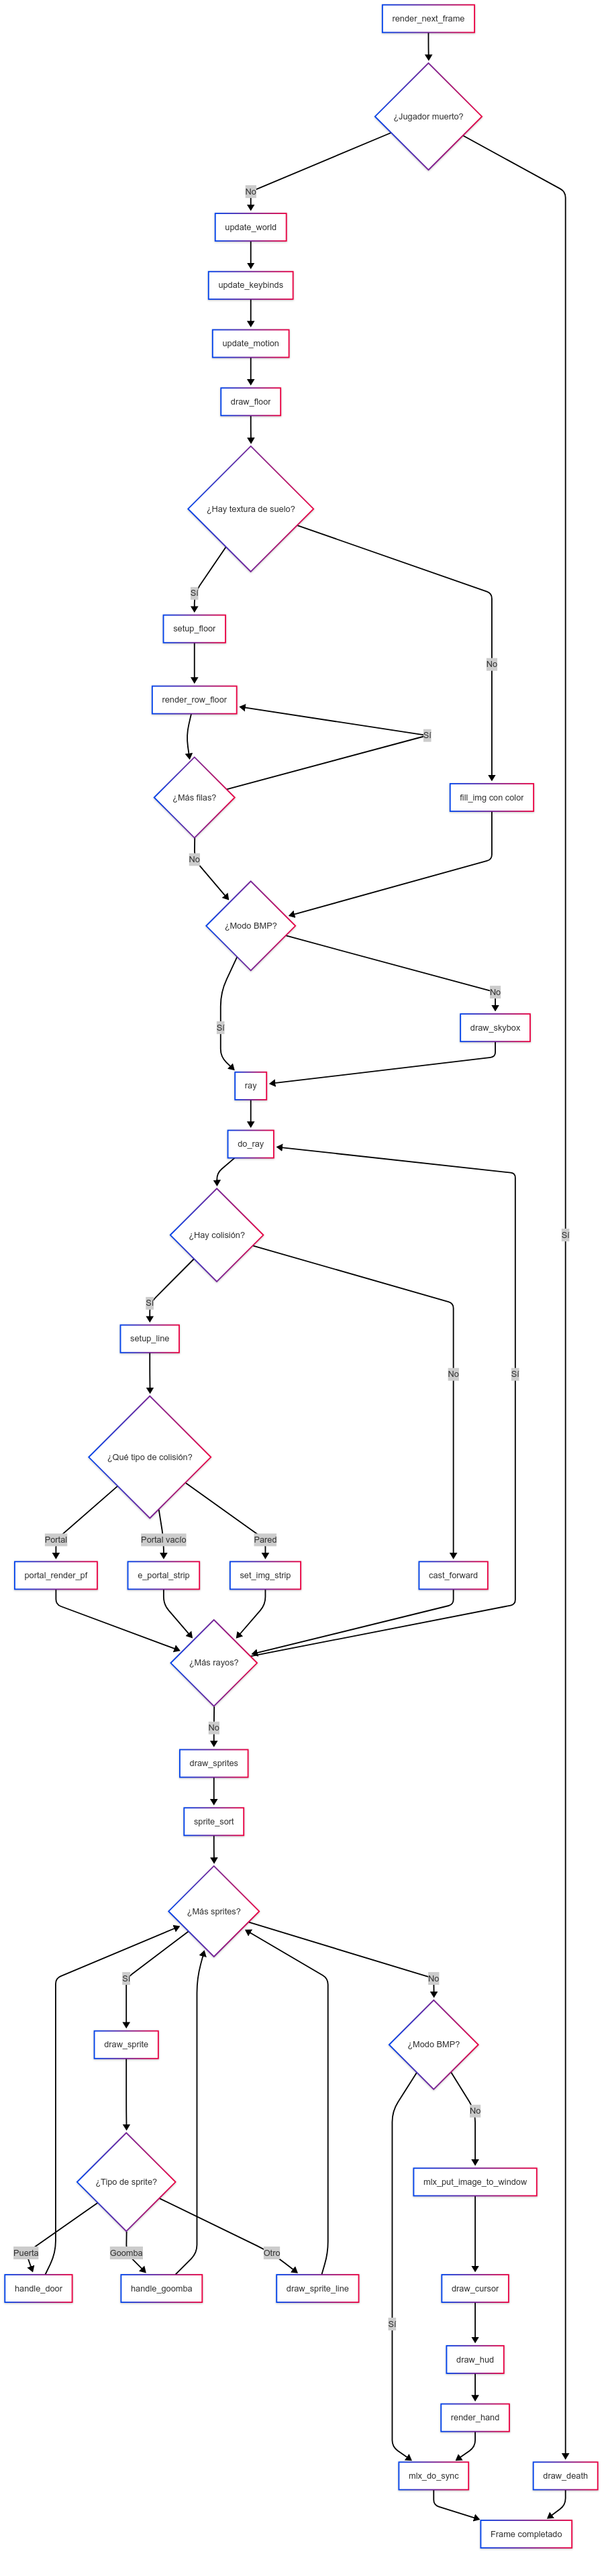 render_next_frame
¿Jugador muerto?
No
update_world
update_keybinds
update_motion
draw_floor
¿Hay textura de suelo?
Sí
setup_floor
No
render_row_floor
Sí
¿Más filas?
fill_img con color
No
¿Modo BMP?
No
Sí
draw_skybox
ray
do_ray
¿Hay colisión?
Sí
Sí
setup_line
No
Sí
¿Qué tipo de colisión?
Portal
Portal vacío
Pared
portal_render_pf
e_portal_strip
set_img_strip
cast_forward
¿Más rayos?
No
draw_sprites
sprite_sort
¿Más sprites?
Sí
No
draw_sprite
¿Modo BMP?
No
¿Tipo de sprite?
mlx_put_image_to_window
Puerta
Goomba
Otro
handle_door
handle_goomba
draw_sprite_line
draw_cursor
Sí
draw_hud
render_hand
mlx_do_sync
draw_death
Frame completado